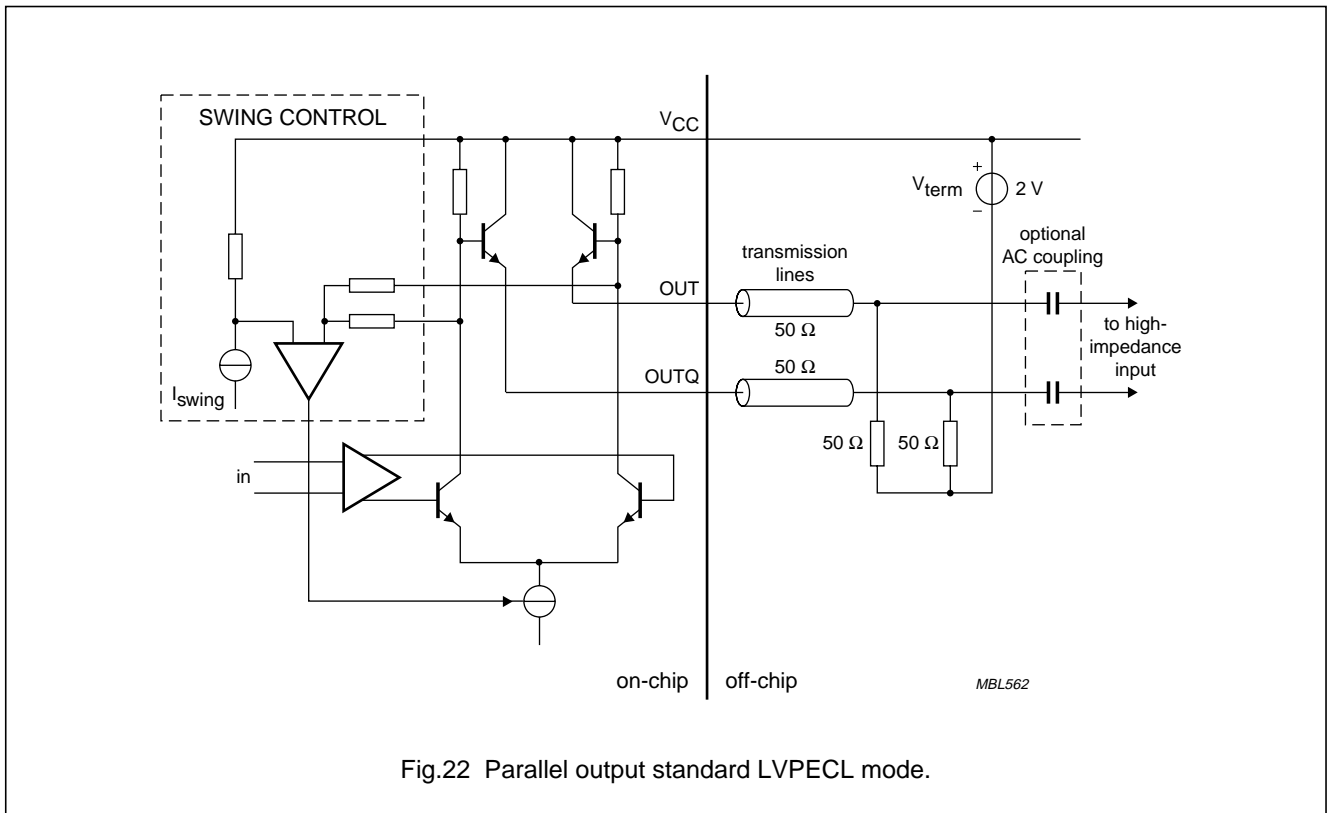 SWING CONTROL
VCC
Vterm
+
−
2 V
optional
AC coupling
transmission
lines
OUT
50 Ω
to high-
impedance
input
OUTQ
50 Ω
Iswing
50 Ω
50 Ω
in
on-chip
off-chip
MBL562
Fig.22 Parallel output standard LVPECL mode.